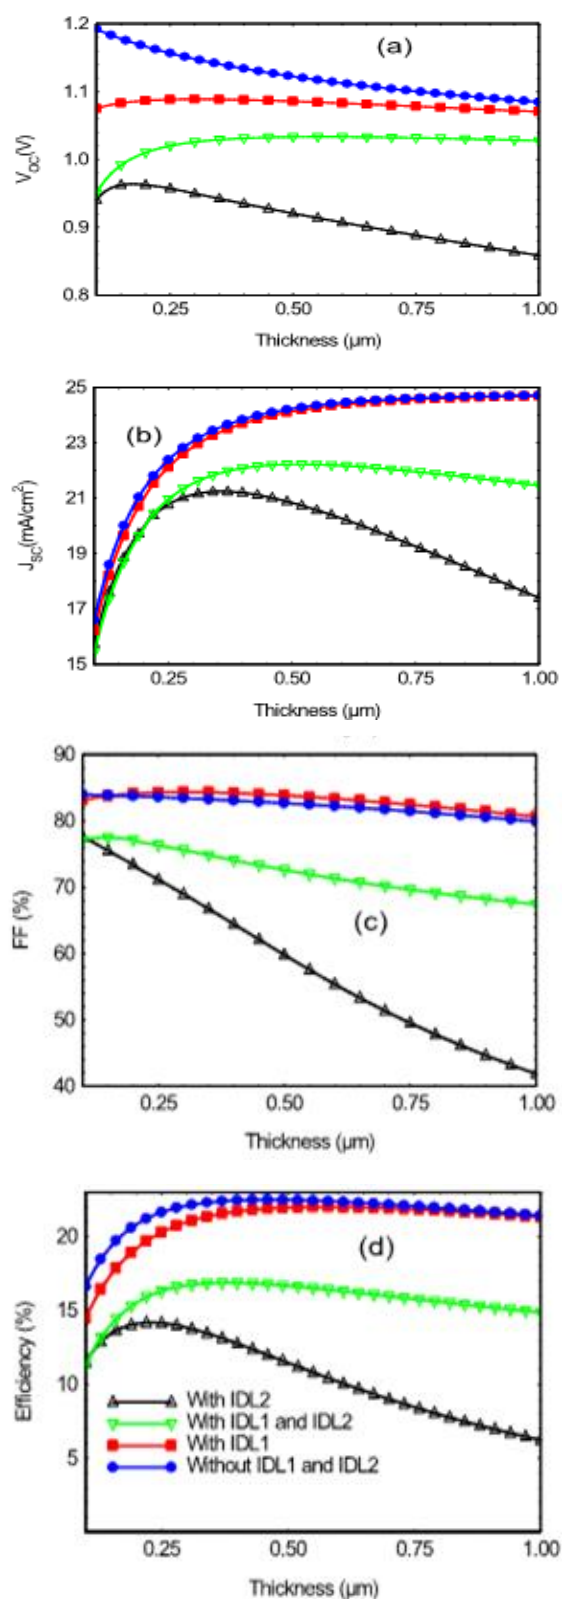 1.2
1.1
1.0
0.9
0.8
V_OC(V)
(a)
0.25 0.50 0.75 1.00
Thickness (µm)
25
23
21
19
17
15
J_SC(mA/cm²)
(b)
0.25 0.50 0.75 1.00
Thickness (µm)
90
80
70
60
50
40
FF (%)
(c)
0.25 0.50 0.75 1.00
Thickness (µm)
20
15
10
5
Efficiency (%)
(d)
With IDL2
With IDL1 and IDL2
With IDL1
Without IDL1 and IDL2
0.25 0.50 0.75 1.00
Thickness (µm)